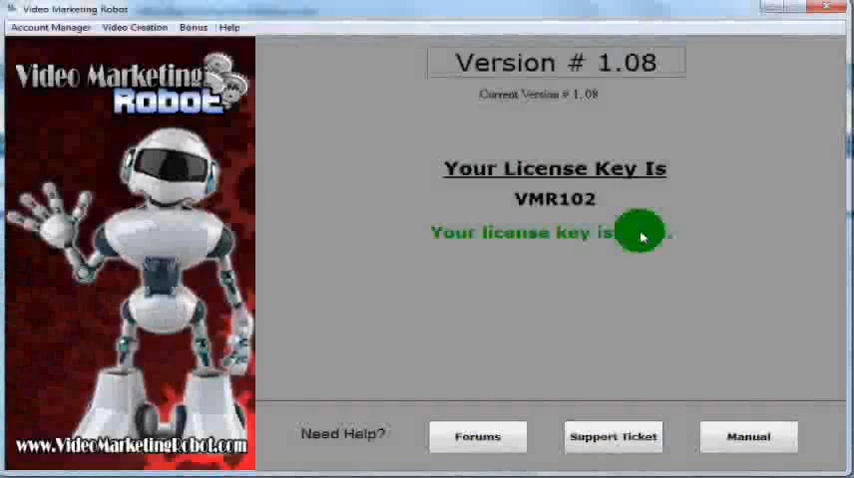 Video Marketing Robot
Account Manager Video Creation Bonus Help
Video Marketing
RoboT
Version # 1.08
Current Version # 1.08
Your License Key Is
VMR102
Your license key is
www.VideoMarketingRobot.com
Need Help?
Forums
Support Ticket
Manual